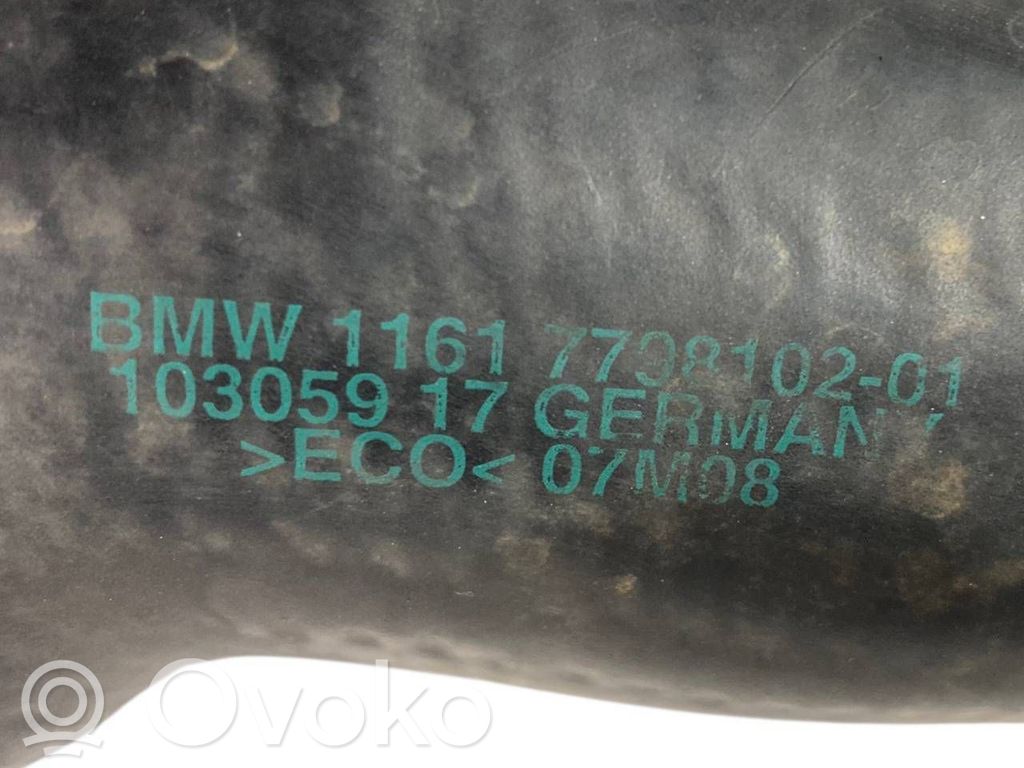 BMW 1161 7798102-01
103059 17 GERMANY
>ECO< 07M08
© Ovoko